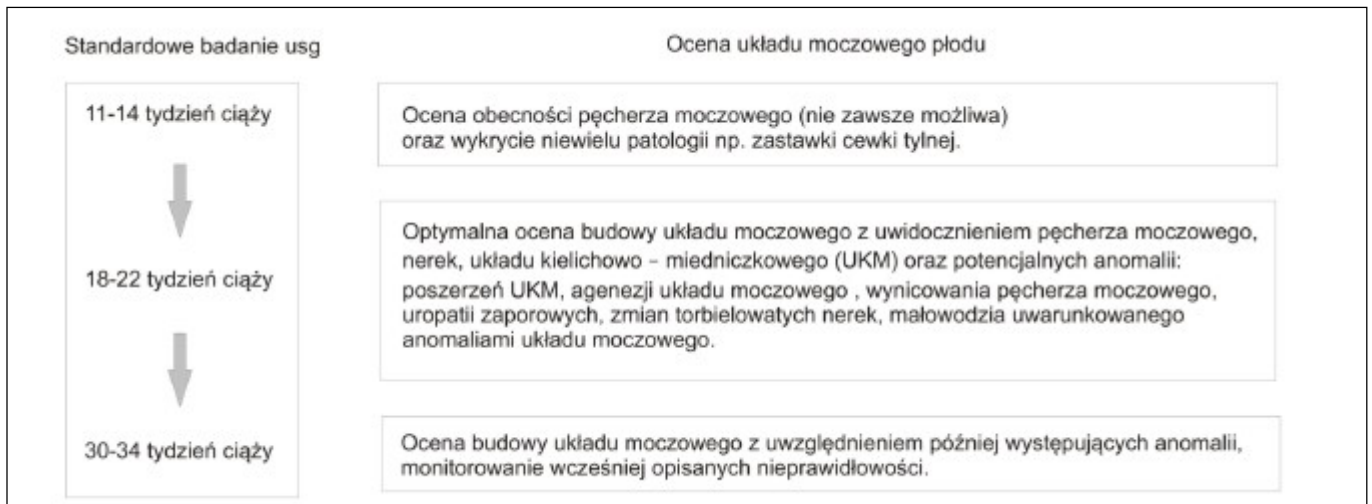 Standardowe badanie usg
Ocena układu moczowego płodu
11-14 tydzień ciąży
Ocena obecności pęcherza moczowego (nie zawsze możliwa)
oraz wykrycie niewielu patologii np. zastawki cewki tylnej.
18-22 tydzień ciąży
Optymalna ocena budowy układu moczowego z uwidocznieniem pęcherza moczowego,
nerek, układu kielichowo – miedniczkowego (UKM) oraz potencjalnych anomalii:
poszerzeń UKM, agenezji układu moczowego , wynicowania pęcherza moczowego,
uropatii zaporowych, zmian torbielowatych nerek, małowodzia uwarunkowanego
anomaliami układu moczowego.
30-34 tydzień ciąży
Ocena budowy układu moczowego z uwzględnieniem później występujących anomalii,
monitorowanie wcześniej opisanych nieprawidłowości.